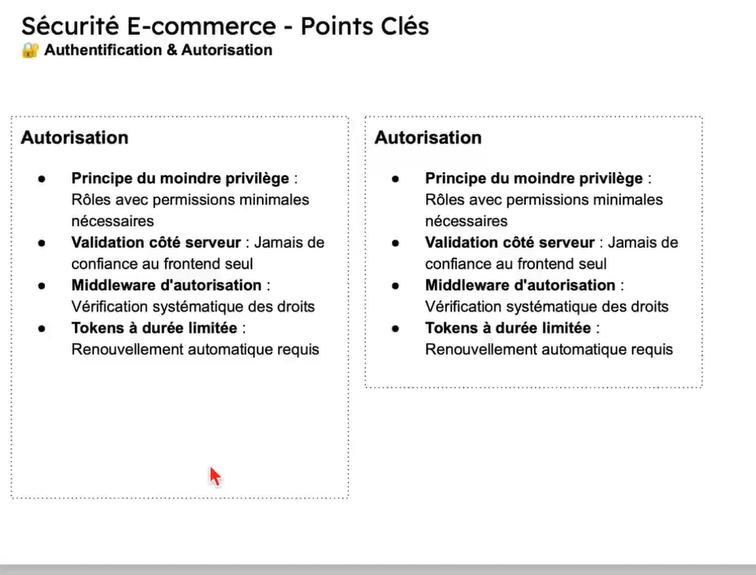 Sécurité E-commerce - Points Clés
🔐 Authentification & Autorisation
Autorisation
● Principe du moindre privilège :
Rôles avec permissions minimales
nécessaires
● Validation côté serveur : Jamais de
confiance au frontend seul
● Middleware d'autorisation :
Vérification systématique des droits
● Tokens à durée limitée :
Renouvellement automatique requis
Autorisation
● Principe du moindre privilège :
Rôles avec permissions minimales
nécessaires
● Validation côté serveur : Jamais de
confiance au frontend seul
● Middleware d'autorisation :
Vérification systématique des droits
● Tokens à durée limitée :
Renouvellement automatique requis